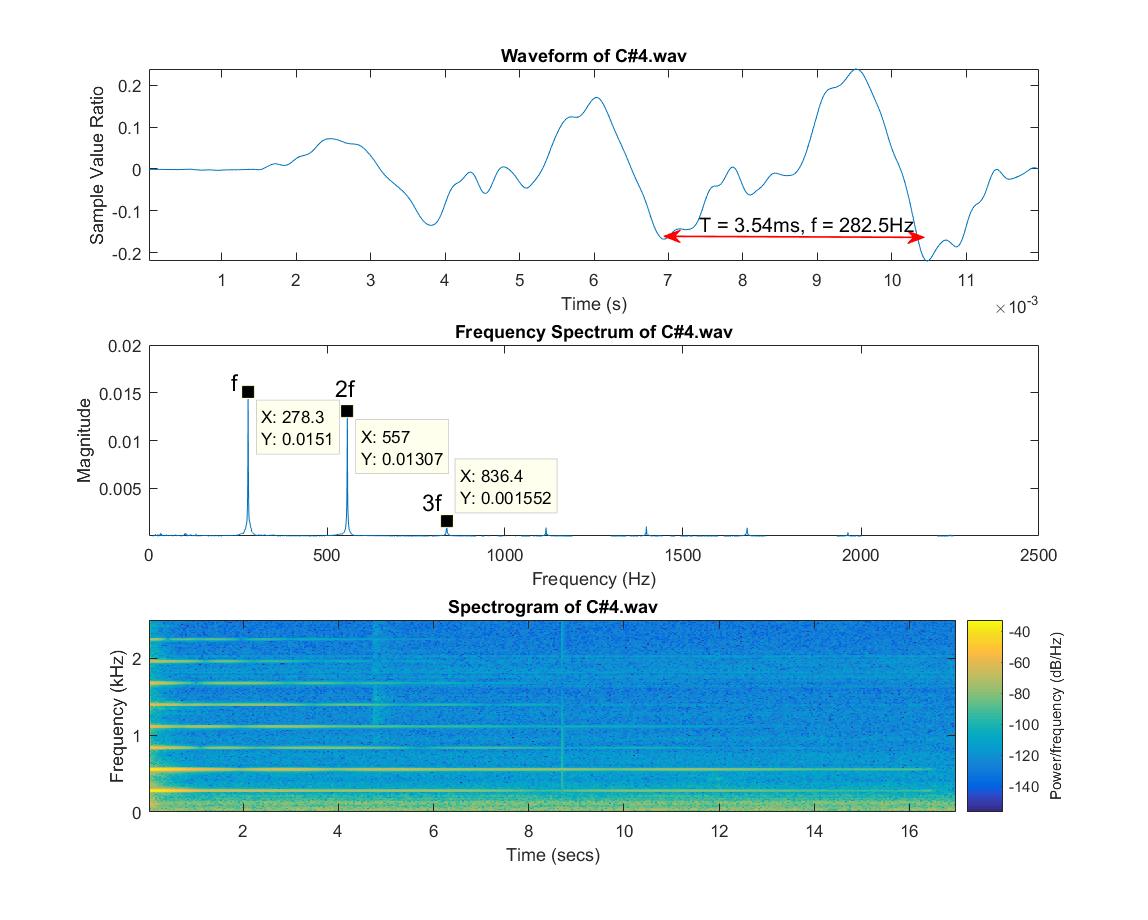 Waveform of C#4.wav
Sample Value Ratio
0.2
0.1
0
-0.1
-0.2
T = 3.54ms, f = 282.5Hz
1 2 3 4 5 6 7 8 9 10 11
Time (s)
×10-3
Frequency Spectrum of C#4.wav
Magnitude
0.02
0.015
0.01
0.005
f
X: 278.3
Y: 0.0151
2f
X: 557
Y: 0.01307
3f
X: 836.4
Y: 0.001552
0 500 1000 1500 2000 2500
Frequency (Hz)
Spectrogram of C#4.wav
Frequency (kHz)
2
1
0
2 4 6 8 10 12 14 16
Time (secs)
-40
-60
-80
-100
-120
-140
Power/frequency (dB/Hz)